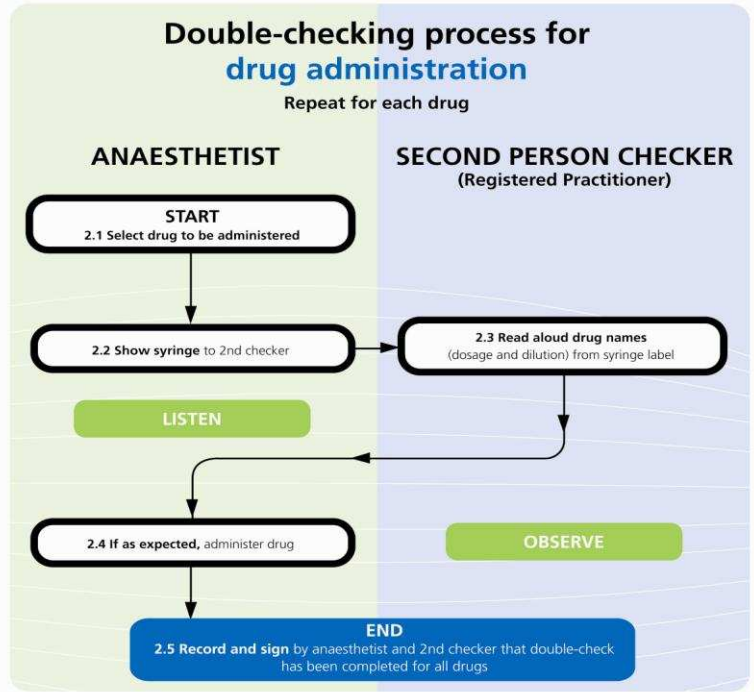 Double-checking process for
drug administration
Repeat for each drug
ANAESTHETIST
SECOND PERSON CHECKER
(Registered Practitioner)
START
2.1 Select drug to be administered
2.2 Show syringe to 2nd checker
2.3 Read aloud drug names
(dosage and dilution) from syringe label
LISTEN
2.4 If as expected, administer drug
OBSERVE
END
2.5 Record and sign by anaesthetist and 2nd checker that double-check
has been completed for all drugs